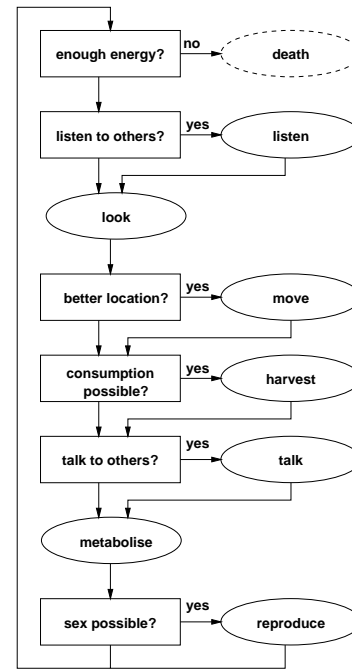 enough energy?
no
death
listen to others?
yes
listen
look
better location?
yes
move
consumption
possible?
yes
harvest
talk to others?
yes
talk
metabolise
sex possible?
yes
reproduce